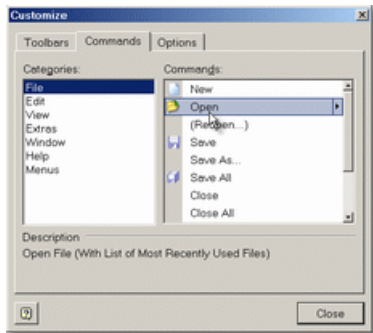 Customize
Toolbars Commands Options
Categories: Commands:
File
Edit
View
Extras
Window
Help
Menus
New
Open
(Reopen...)
Save
Save As...
Save All
Close
Close All
Description
Open File (With List of Most Recently Used Files)
Close